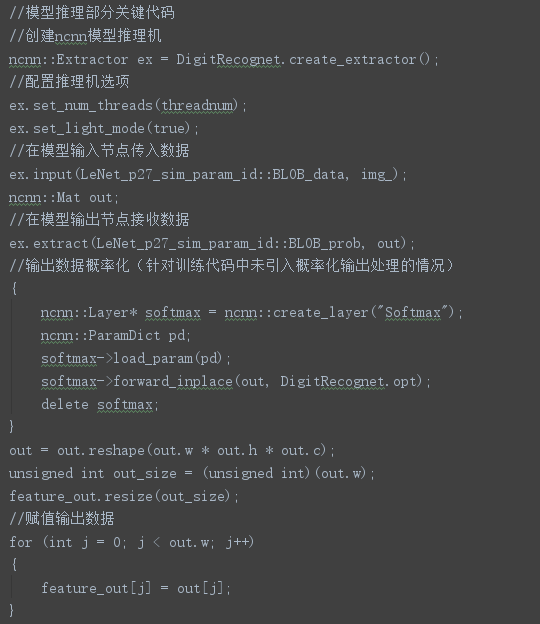 //模型推理部分关键代码
//创建ncnn模型推理机
ncnn::Extractor ex = DigitRecognet.create_extractor();
//配置推理机选项
ex.set_num_threads(threadnum);
ex.set_light_mode(true);
//在模型输入节点传入数据
ex.input(LeNet_p27_sim_param_id::BLOB_data, img_);
ncnn::Mat out;
//在模型输出节点接收数据
ex.extract(LeNet_p27_sim_param_id::BLOB_prob, out);
//输出数据概率化（针对训练代码中未引入概率化输出处理的情况）
{
    ncnn::Layer* softmax = ncnn::create_layer("Softmax");
    ncnn::ParamDict pd;
    softmax->load_param(pd);
    softmax->forward_inplace(out, DigitRecognet.opt);
    delete softmax;
}
out = out.reshape(out.w * out.h * out.c);
unsigned int out_size = (unsigned int)(out.w);
feature_out.resize(out_size);
//赋值输出数据
for (int j = 0; j < out.w; j++)
{
    feature_out[j] = out[j];
}